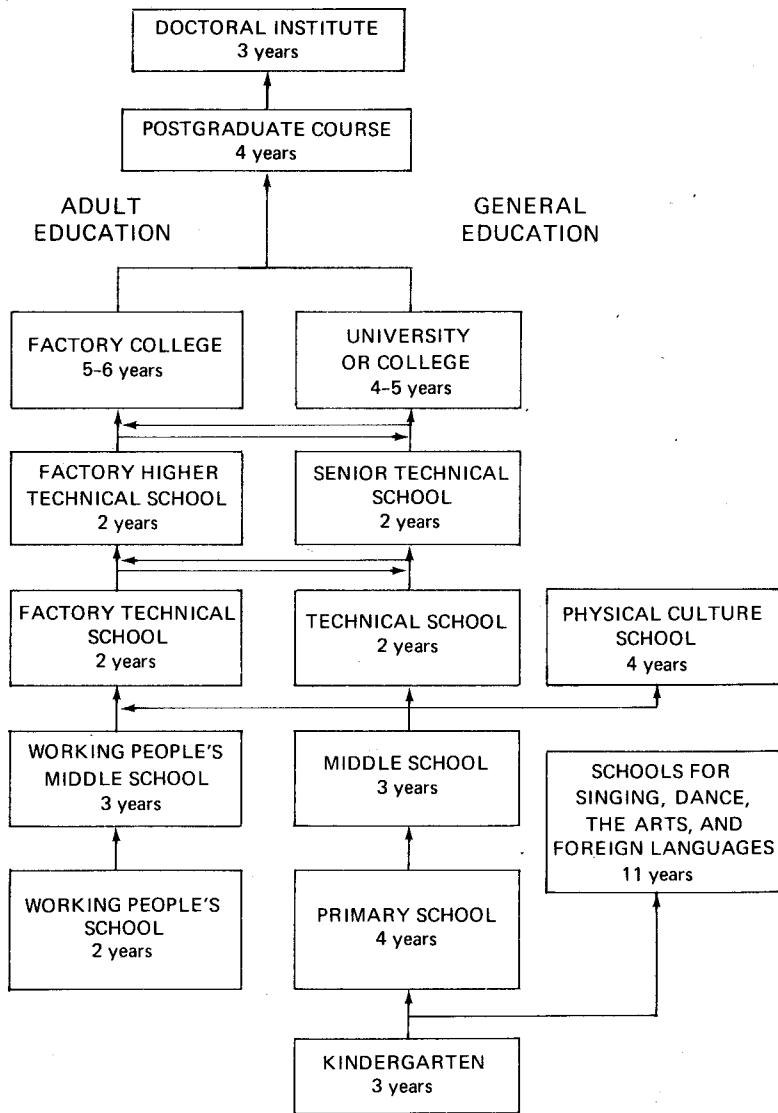 DOCTORAL INSTITUTE
3 years
POSTGRADUATE COURSE
4 years
ADULT
EDUCATION
GENERAL
EDUCATION
FACTORY COLLEGE
5-6 years
UNIVERSITY
OR COLLEGE
4-5 years
FACTORY HIGHER
TECHNICAL SCHOOL
2 years
SENIOR TECHNICAL
SCHOOL
2 years
FACTORY TECHNICAL
SCHOOL
2 years
TECHNICAL SCHOOL
2 years
PHYSICAL CULTURE
SCHOOL
4 years
WORKING PEOPLE'S
MIDDLE SCHOOL
3 years
MIDDLE SCHOOL
3 years
SCHOOLS FOR
SINGING, DANCE,
THE ARTS, AND
FOREIGN LANGUAGES
11 years
WORKING PEOPLE'S
SCHOOL
2 years
PRIMARY SCHOOL
4 years
KINDERGARTEN
3 years